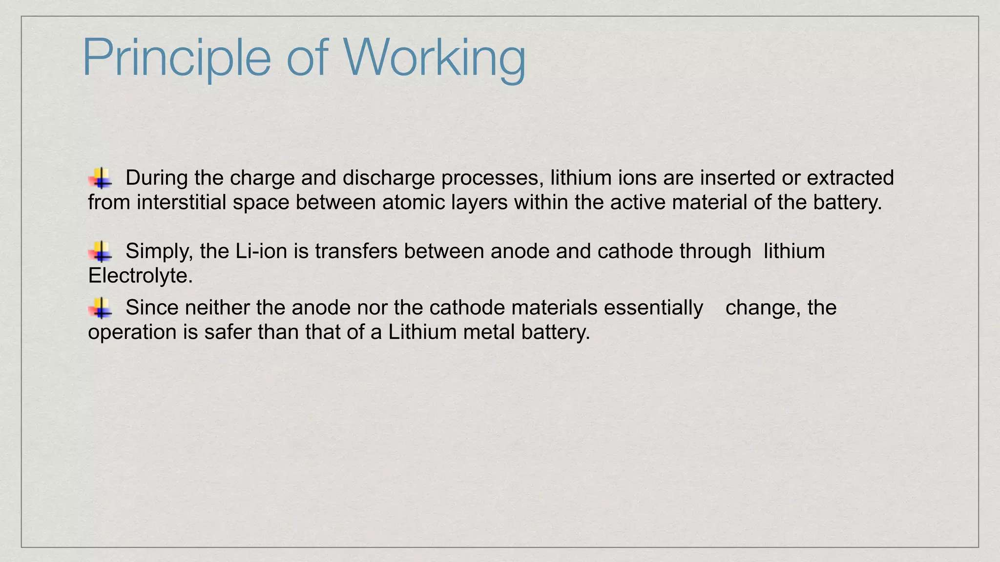 Principle of Working
During the charge and discharge processes, lithium ions are inserted or extracted
from interstitial space between atomic layers within the active material of the battery.
Simply, the Li-ion is transfers between anode and cathode through  lithium
Electrolyte.
Since neither the anode nor the cathode materials essentially    change, the
operation is safer than that of a Lithium metal battery.